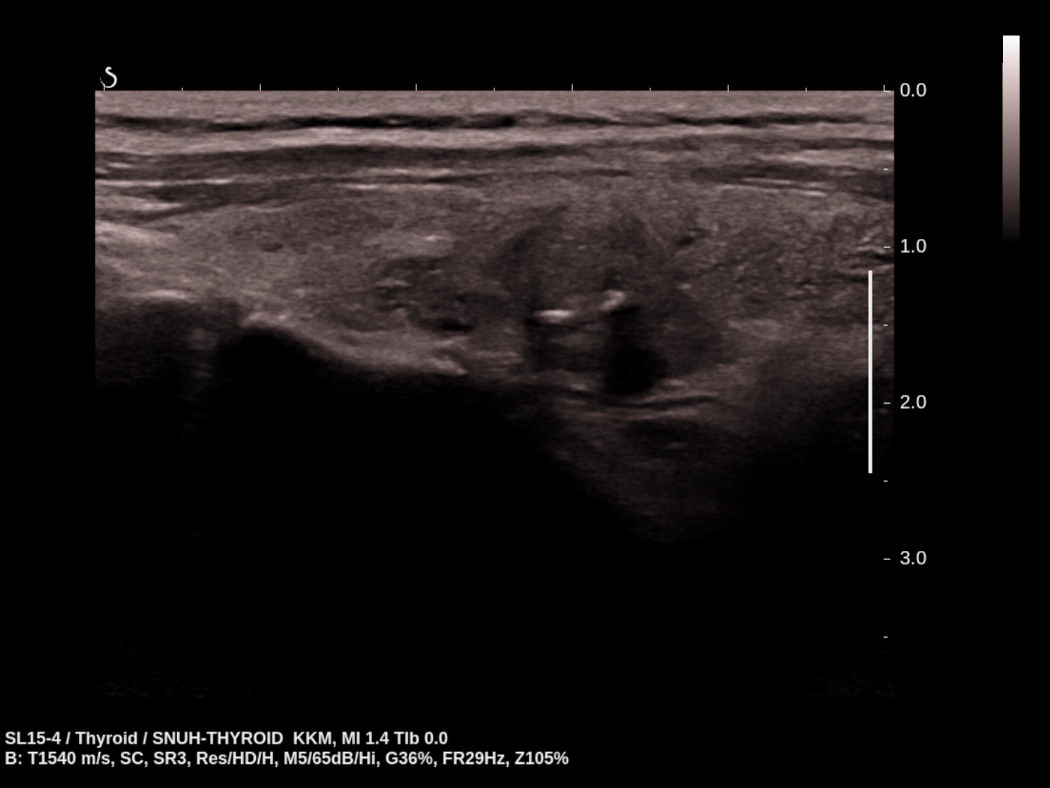 0.0
1.0
2.0
3.0
SL15-4 / Thyroid / SNUH-THYROID KKM, MI 1.4 TIb 0.0
B: T1540 m/s, SC, SR3, Res/HD/H, M5/65dB/Hi, G36%, FR29Hz, Z105%